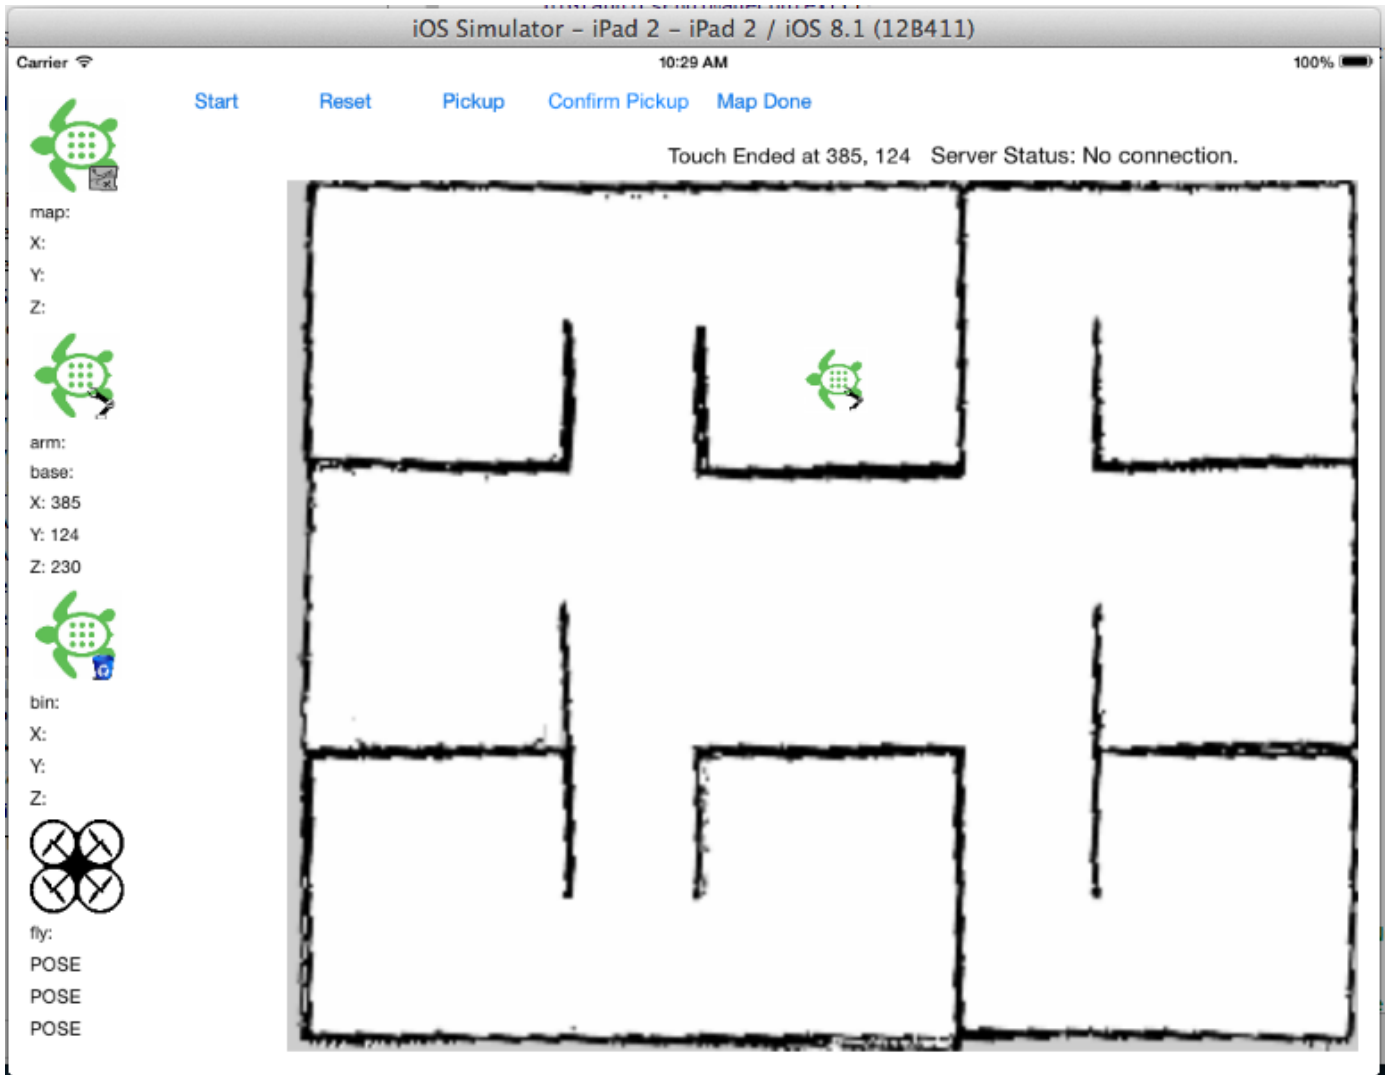 iOS Simulator – iPad 2 – iPad 2 / iOS 8.1 (12B411)
Carrier 10:29 AM 100%
Start Reset Pickup Confirm Pickup Map Done
Touch Ended at 385, 124 Server Status: No connection.
map:
X:
Y:
Z:
arm:
base:
X: 385
Y: 124
Z: 230
bin:
X:
Y:
Z:
fly:
POSE
POSE
POSE